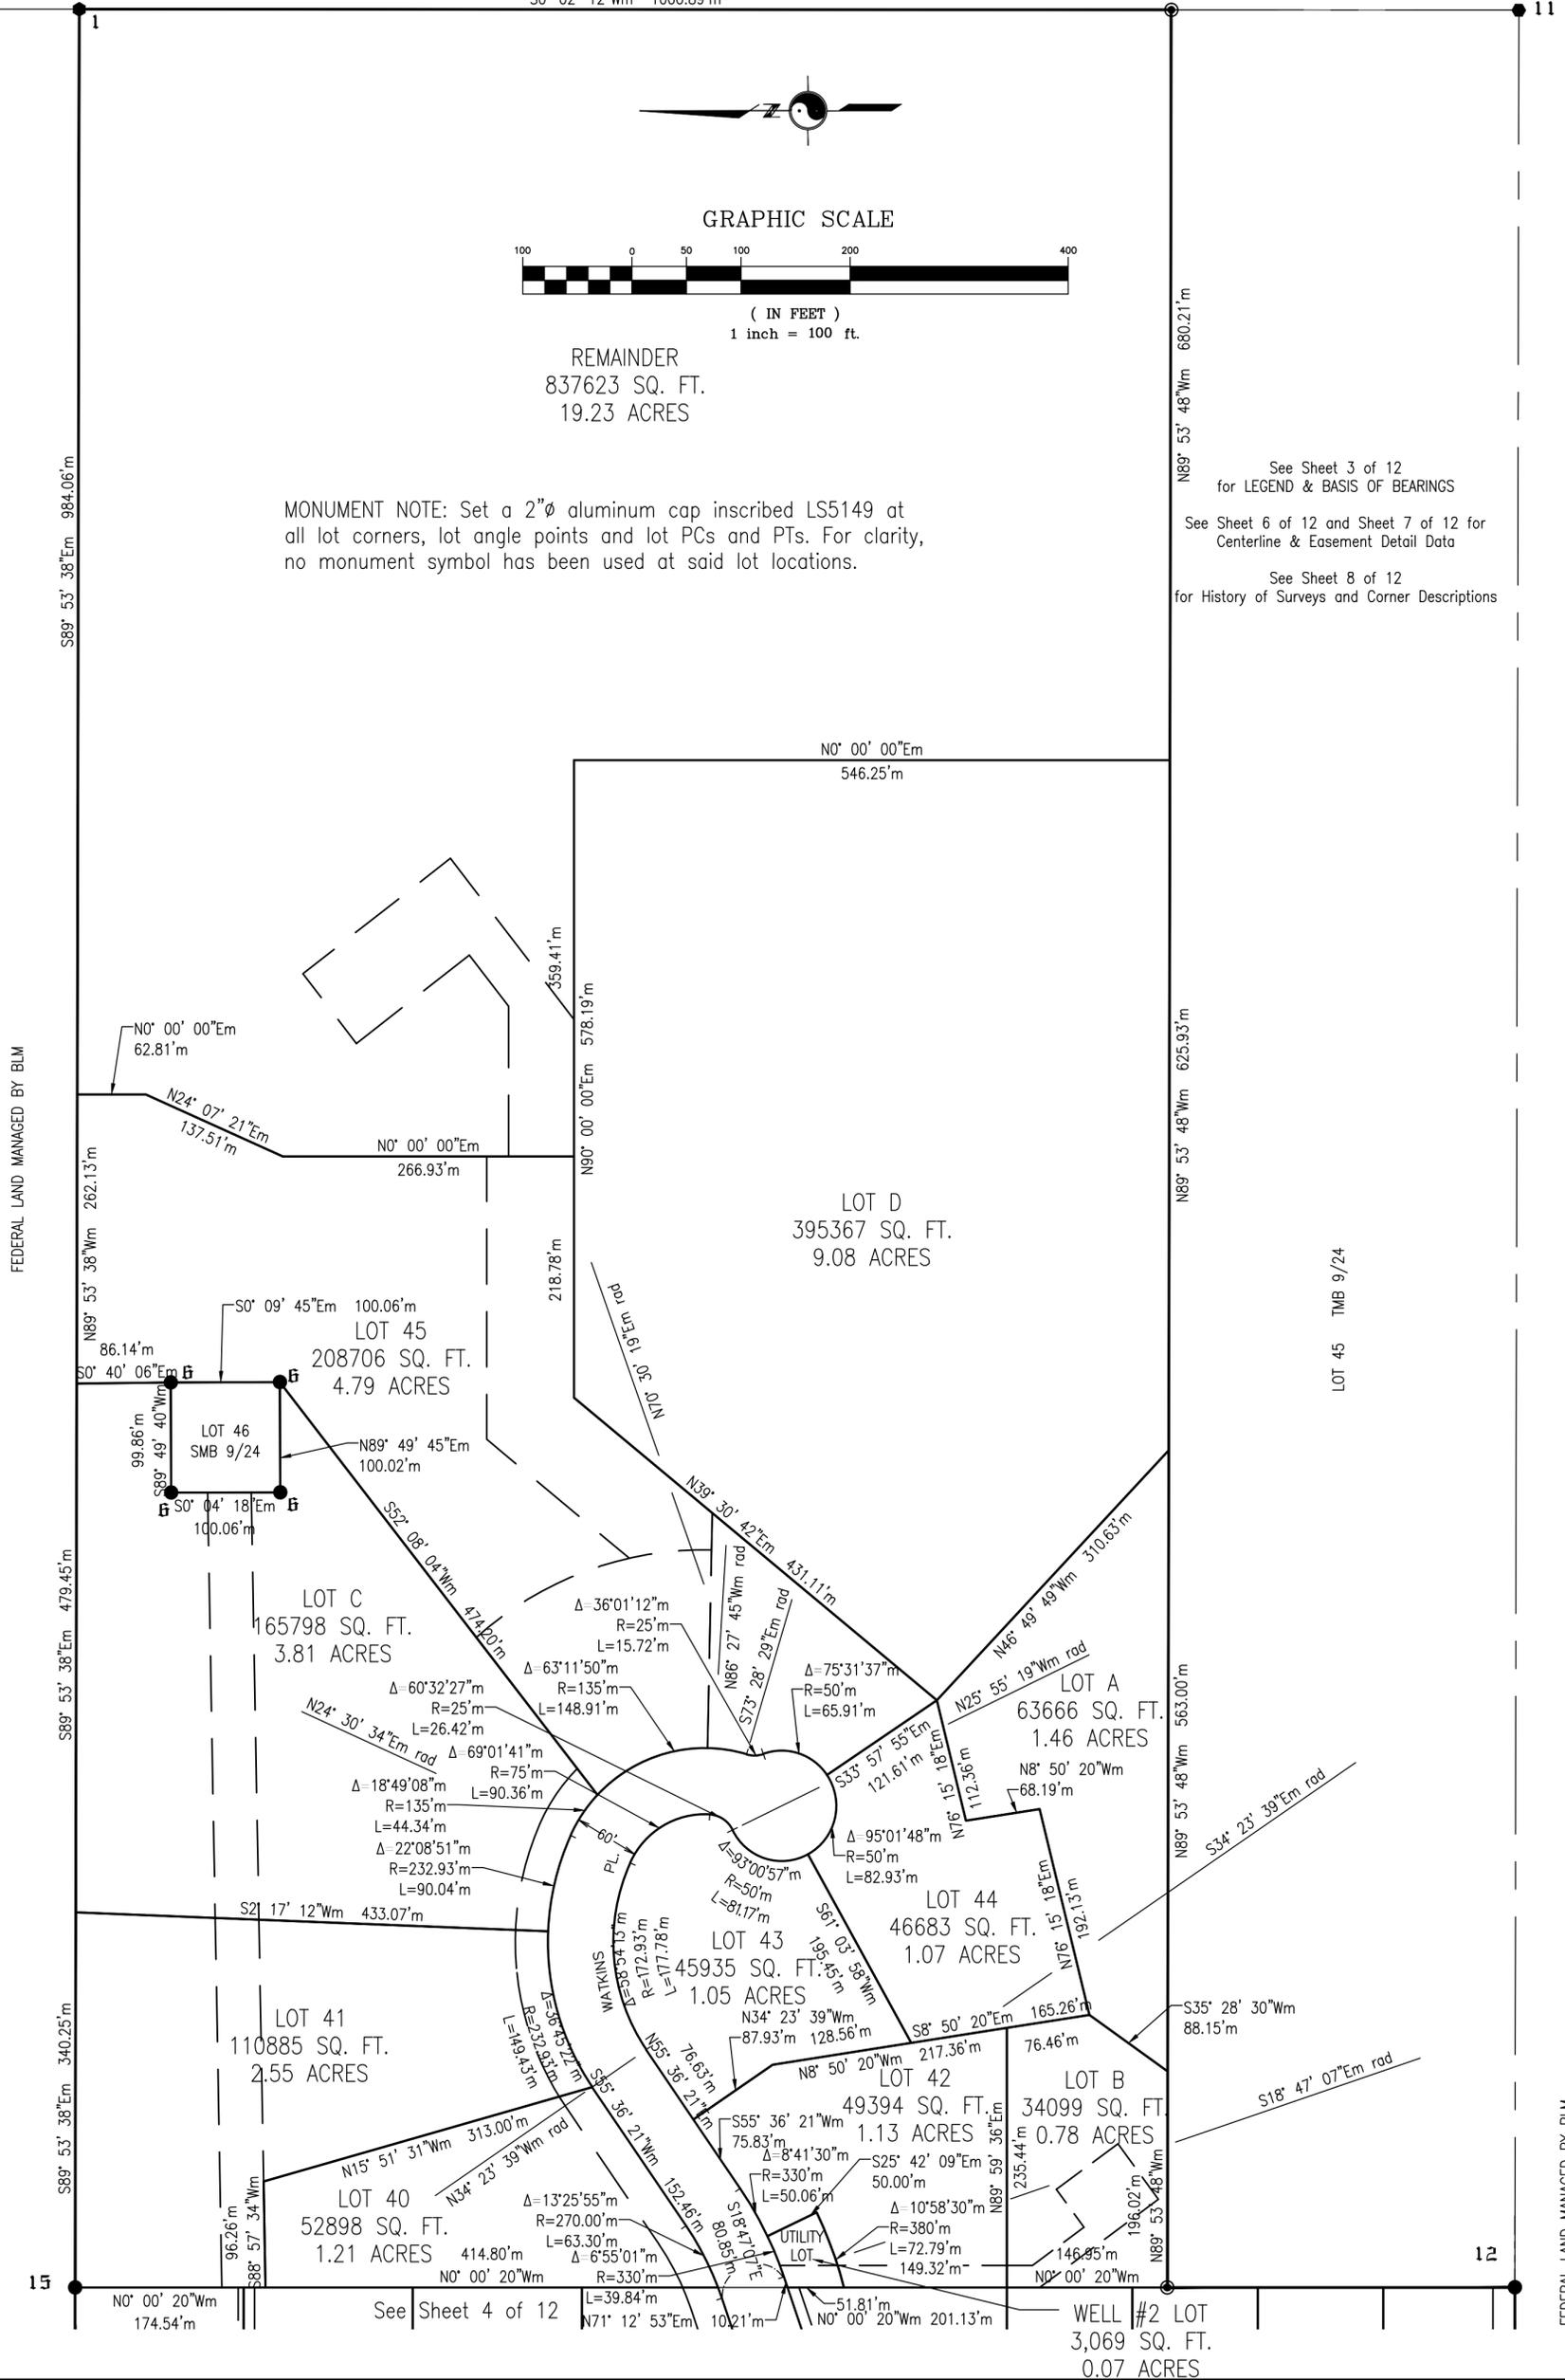 S0° 02' 12"Wm 1000.89'm
1
11
N
GRAPHIC SCALE
100 0 50 100 200 400
( IN FEET )
1 inch = 100 ft.
REMAINDER
837623 SQ. FT.
19.23 ACRES
N89° 53' 48"Wm 680.21'm
S89° 53' 38"Em 984.06'm
See Sheet 3 of 12
for LEGEND & BASIS OF BEARINGS
See Sheet 6 of 12 and Sheet 7 of 12 for
Centerline & Easement Detail Data
See Sheet 8 of 12
for History of Surveys and Corner Descriptions
MONUMENT NOTE: Set a 2"ø aluminum cap inscribed LS5149 at
all lot corners, lot angle points and lot PCs and PTs. For clarity,
no monument symbol has been used at said lot locations.
N0° 00' 00"Em
546.25'm
359.41'm
N90° 00' 00"Em 578.19'm
N89° 53' 48"Wm 625.93'm
N0° 00' 00"Em
62.81'm
N24° 07' 21"Em
137.51'm
N0° 00' 00"Em
266.93'm
FEDERAL LAND MANAGED BY BLM
N89° 53' 38"Wm 262.13'm
LOT D
395367 SQ. FT.
9.08 ACRES
218.78'm
N70° 30' 19"Em rad
LOT 45 TMB 9/24
S0° 09' 45"Em 100.06'm
LOT 45
208706 SQ. FT.
4.79 ACRES
86.14'm
S0° 40' 06"Em
6
6
99.86'm
S89° 49' 40"Wm
LOT 46
SMB 9/24
N89° 49' 45"Em
100.02'm
6
6
S0° 04' 18"Em
100.06'm
S52° 08' 04"Wm 474.20'm
N39° 30' 42"Em 431.11'm
N46° 49' 49"Wm 310.63'm
S89° 53' 38"Em 479.45'm
LOT C
165798 SQ. FT.
3.81 ACRES
Δ=36°01'12"m
R=25'm
L=15.72'm
N86° 27' 45"Wm rad
S73° 28' 29"Em rad
Δ=63°11'50"m
R=135'm
L=148.91'm
Δ=75°31'37"m
R=50'm
L=65.91'm
Δ=60°32'27"m
R=25'm
L=26.42'm
N24° 30' 34"Em rad
Δ=69°01'41"m
R=75'm
L=90.36'm
Δ=18°49'08"m
R=135'm
L=44.34'm
Δ=22°08'51"m
R=232.93'm
L=90.04'm
N25° 55' 19"Wm rad
LOT A
63666 SQ. FT.
1.46 ACRES
S33° 57' 55"Em
121.61'm
N76° 15' 18"Em
112.36'm
N8° 50' 20"Wm
68.19'm
N89° 53' 48"Wm 563.00'm
S34° 23' 39"Em rad
60'
PL.
WATKINS
Δ=93°00'57"m
R=50'm
L=81.17'm
Δ=95°01'48"m
R=50'm
L=82.93'm
S2° 17' 12"Wm 433.07'm
Δ=58°54'13"m
R=172.93'm
L=177.78'm
LOT 43
45935 SQ. FT.
1.05 ACRES
S61° 03' 58"Wm
195.45'm
LOT 44
46683 SQ. FT.
1.07 ACRES
N76° 15' 18"Em
192.13'm
S89° 53' 38"Em 340.25'm
LOT 41
110885 SQ. FT.
2.55 ACRES
Δ=36°45'22"m
R=232.93'm
L=149.43'm
N55° 36' 21"Em
76.63'm
N34° 23' 39"Wm
87.93'm
128.56'm
N8° 50' 20"Wm
S8° 50' 20"Em
217.36'm
165.26'm
76.46'm
S35° 28' 30"Wm
88.15'm
S18° 47' 07"Em rad
LOT 42
49394 SQ. FT.
1.13 ACRES
LOT B
34099 SQ. FT.
0.78 ACRES
N89° 59' 36"Em
235.44'm
196.02'm
N89° 53' 48"Wm
N15° 51' 31"Wm 313.00'm
N34° 23' 39"Wm rad
S55° 36' 21"Wm
152.46'm
S55° 36' 21"Wm
75.83'm
Δ=8°41'30"m
R=330'm
L=50.06'm
S25° 42' 09"Em
50.00'm
Δ=10°58'30"m
R=380'm
L=72.79'm
149.32'm
146.95'm
N0° 00' 20"Wm
UTILITY
LOT
S18°47'07"E
80.85'm
96.26'm
S88° 57' 34"Wm
LOT 40
52898 SQ. FT.
1.21 ACRES
414.80'm
N0° 00' 20"Wm
Δ=13°25'55"m
R=270.00'm
L=63.30'm
Δ=6°55'01"m
R=330'm
L=39.84'm
N71° 12' 53"Em
10.21'm
51.81'm
N0° 00' 20"Wm 201.13'm
15
12
N0° 00' 20"Wm
174.54'm
See Sheet 4 of 12
WELL #2 LOT
3,069 SQ. FT.
0.07 ACRES
FEDERAL LAND MANAGED BY BLM